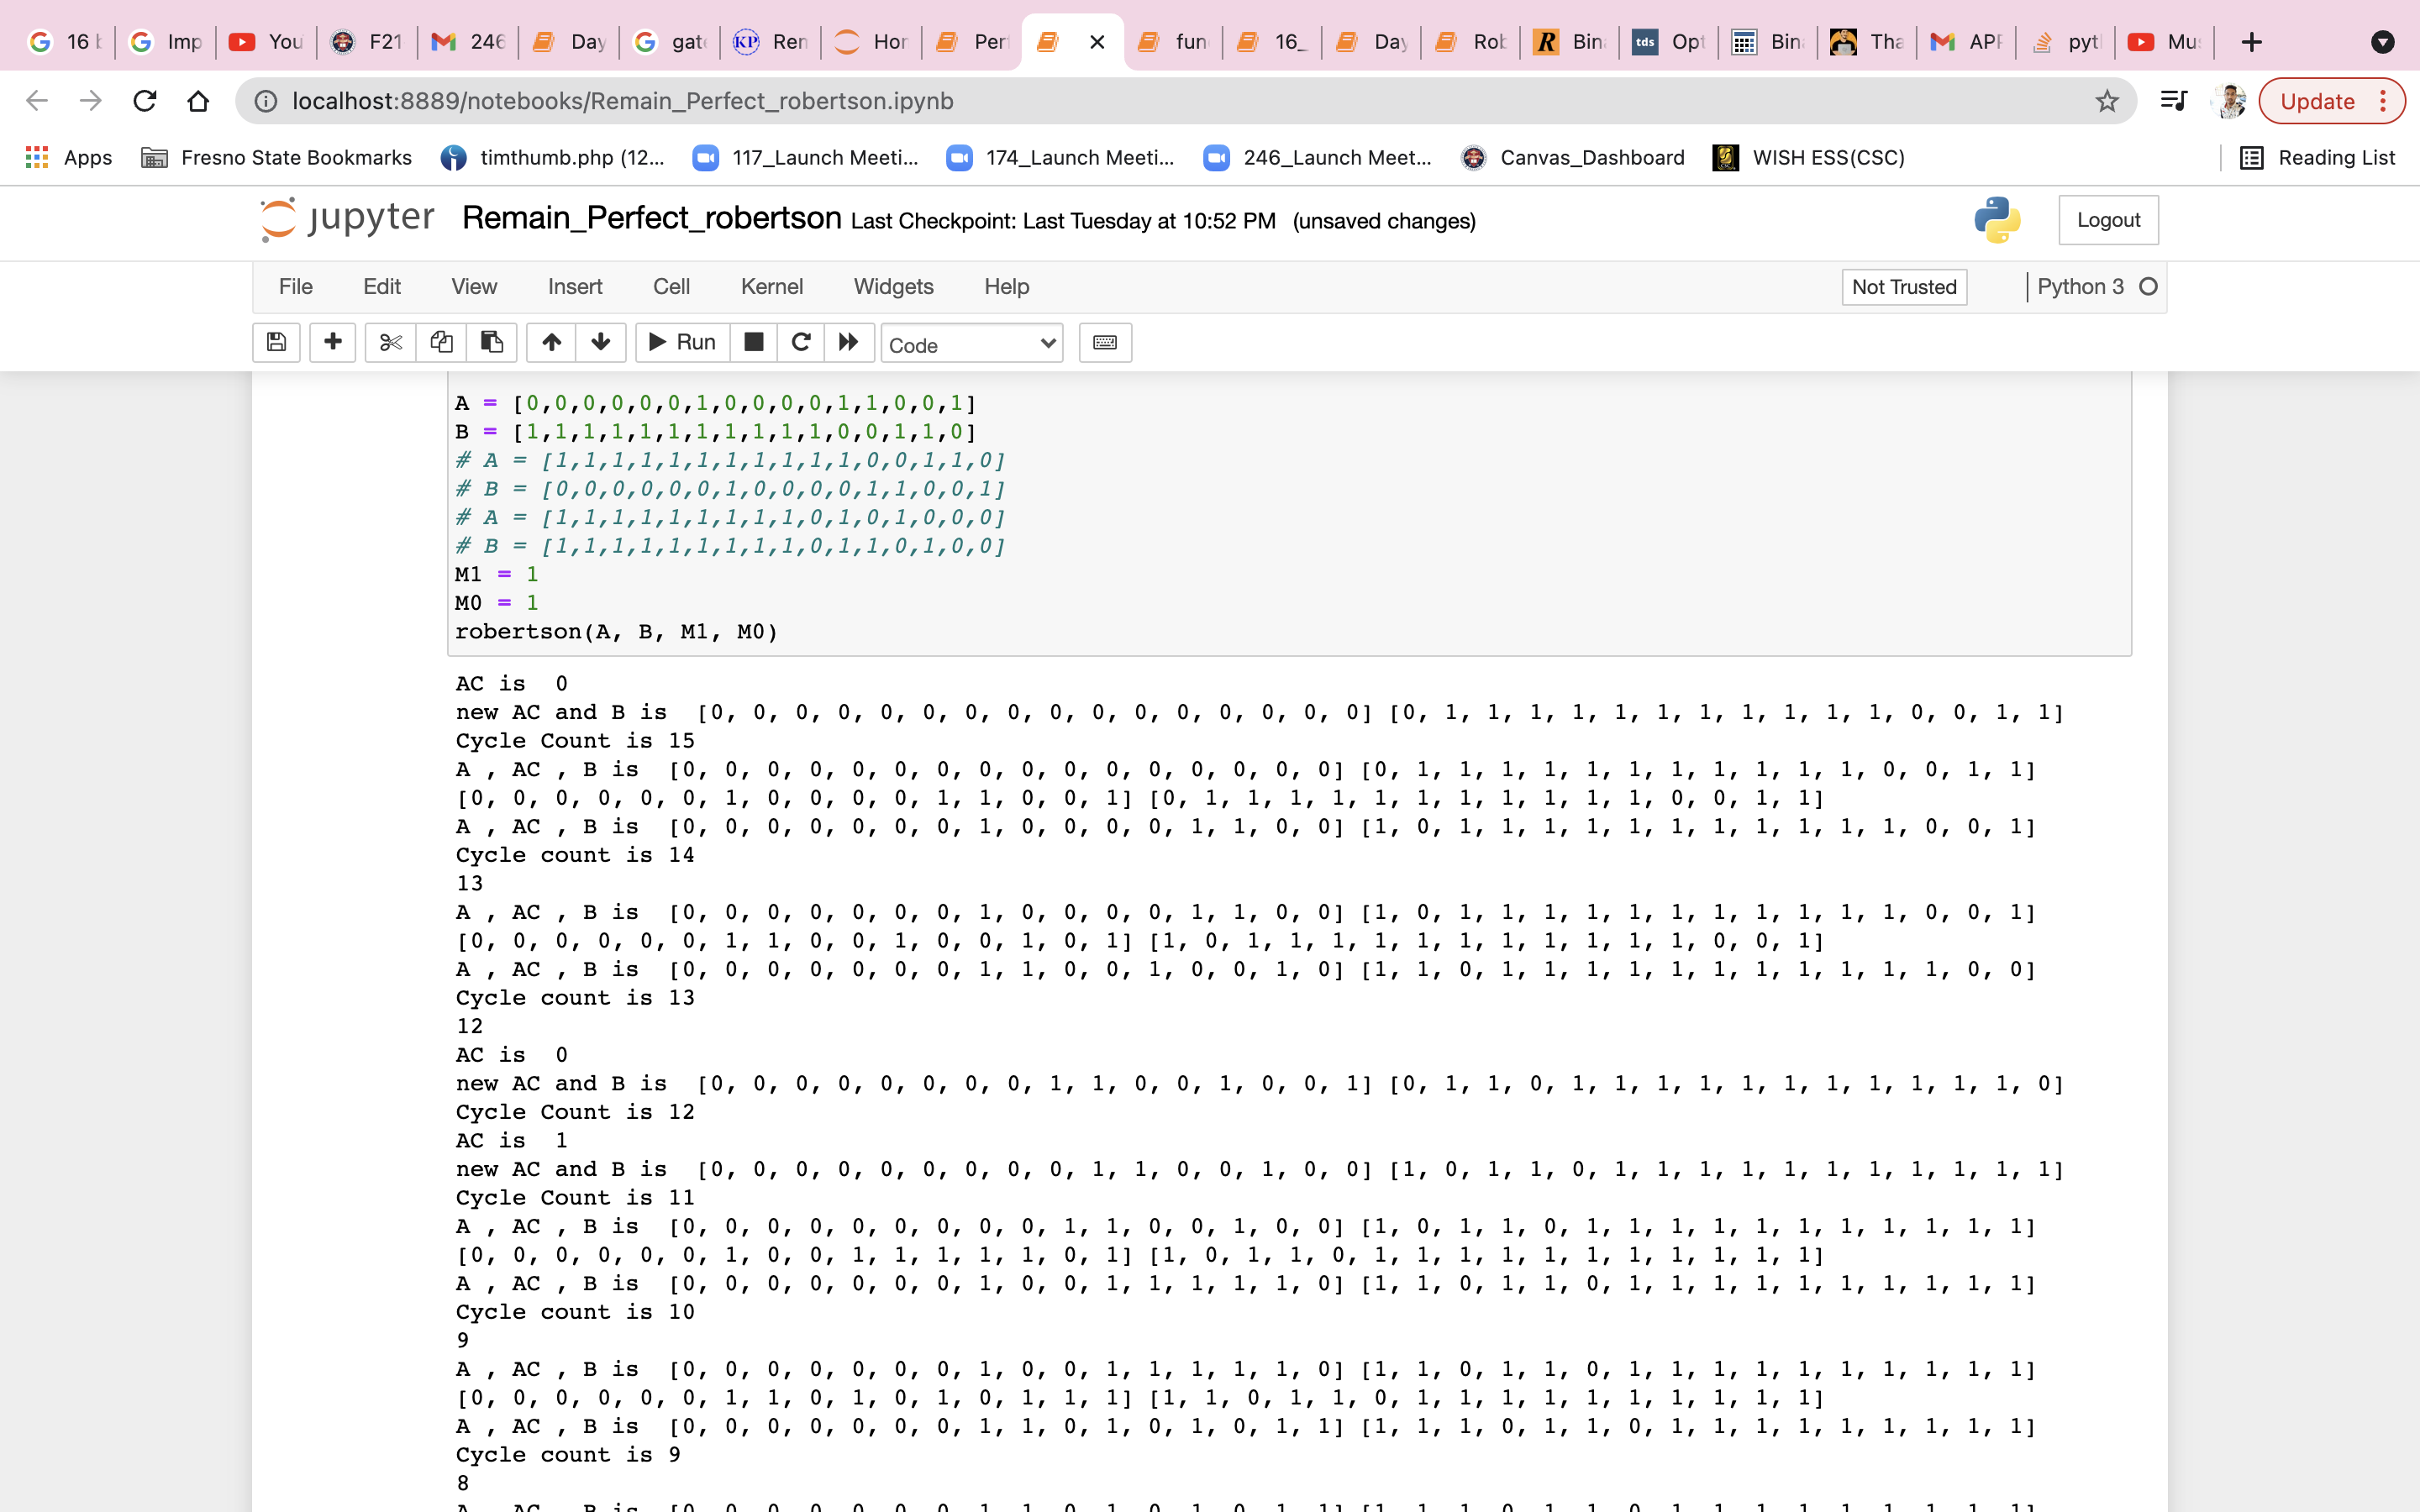 16 b Imp You F21 246 Day gat Ren Hor Per fun 16_ Day Rob Bin Opt Bin Tha APF pyt Mu
localhost:8889/notebooks/Remain_Perfect_robertson.ipynb Update
Apps Fresno State Bookmarks timthumb.php (12... 117_Launch Meeti... 174_Launch Meeti... 246_Launch Meet... Canvas_Dashboard WISH ESS(CSC) Reading List
jupyter Remain_Perfect_robertson Last Checkpoint: Last Tuesday at 10:52 PM (unsaved changes) Logout
File Edit View Insert Cell Kernel Widgets Help Not Trusted Python 3
Run Code
A = [0,0,0,0,0,0,1,0,0,0,0,1,1,0,0,1]
B = [1,1,1,1,1,1,1,1,1,1,1,0,0,1,1,0]
# A = [1,1,1,1,1,1,1,1,1,1,1,0,0,1,1,0]
# B = [0,0,0,0,0,0,1,0,0,0,0,1,1,0,0,1]
# A = [1,1,1,1,1,1,1,1,1,0,1,0,1,0,0,0]
# B = [1,1,1,1,1,1,1,1,1,0,1,1,0,1,0,0]
M1 = 1
M0 = 1
robertson(A, B, M1, M0)
AC is 0
new AC and B is [0, 0, 0, 0, 0, 0, 0, 0, 0, 0, 0, 0, 0, 0, 0, 0] [0, 1, 1, 1, 1, 1, 1, 1, 1, 1, 1, 1, 0, 0, 1, 1]
Cycle Count is 15
A , AC , B is [0, 0, 0, 0, 0, 0, 0, 0, 0, 0, 0, 0, 0, 0, 0, 0] [0, 1, 1, 1, 1, 1, 1, 1, 1, 1, 1, 1, 0, 0, 1, 1]
[0, 0, 0, 0, 0, 0, 1, 0, 0, 0, 0, 1, 1, 0, 0, 1] [0, 1, 1, 1, 1, 1, 1, 1, 1, 1, 1, 1, 0, 0, 1, 1]
A , AC , B is [0, 0, 0, 0, 0, 0, 0, 1, 0, 0, 0, 0, 1, 1, 0, 0] [1, 0, 1, 1, 1, 1, 1, 1, 1, 1, 1, 1, 1, 0, 0, 1]
Cycle count is 14
13
A , AC , B is [0, 0, 0, 0, 0, 0, 0, 1, 0, 0, 0, 0, 1, 1, 0, 0] [1, 0, 1, 1, 1, 1, 1, 1, 1, 1, 1, 1, 1, 0, 0, 1]
[0, 0, 0, 0, 0, 0, 1, 1, 0, 0, 1, 0, 0, 1, 0, 1] [1, 0, 1, 1, 1, 1, 1, 1, 1, 1, 1, 1, 1, 0, 0, 1]
A , AC , B is [0, 0, 0, 0, 0, 0, 0, 1, 1, 0, 0, 1, 0, 0, 1, 0] [1, 1, 0, 1, 1, 1, 1, 1, 1, 1, 1, 1, 1, 1, 0, 0]
Cycle count is 13
12
AC is 0
new AC and B is [0, 0, 0, 0, 0, 0, 0, 0, 1, 1, 0, 0, 1, 0, 0, 1] [0, 1, 1, 0, 1, 1, 1, 1, 1, 1, 1, 1, 1, 1, 1, 0]
Cycle Count is 12
AC is 1
new AC and B is [0, 0, 0, 0, 0, 0, 0, 0, 0, 1, 1, 0, 0, 1, 0, 0] [1, 0, 1, 1, 0, 1, 1, 1, 1, 1, 1, 1, 1, 1, 1, 1]
Cycle Count is 11
A , AC , B is [0, 0, 0, 0, 0, 0, 0, 0, 0, 1, 1, 0, 0, 1, 0, 0] [1, 0, 1, 1, 0, 1, 1, 1, 1, 1, 1, 1, 1, 1, 1, 1]
[0, 0, 0, 0, 0, 0, 1, 0, 0, 1, 1, 1, 1, 1, 0, 1] [1, 0, 1, 1, 0, 1, 1, 1, 1, 1, 1, 1, 1, 1, 1, 1]
A , AC , B is [0, 0, 0, 0, 0, 0, 0, 1, 0, 0, 1, 1, 1, 1, 1, 0] [1, 1, 0, 1, 1, 0, 1, 1, 1, 1, 1, 1, 1, 1, 1, 1]
Cycle count is 10
9
A , AC , B is [0, 0, 0, 0, 0, 0, 0, 1, 0, 0, 1, 1, 1, 1, 1, 0] [1, 1, 0, 1, 1, 0, 1, 1, 1, 1, 1, 1, 1, 1, 1, 1]
[0, 0, 0, 0, 0, 0, 1, 1, 0, 1, 0, 1, 0, 1, 1, 1] [1, 1, 0, 1, 1, 0, 1, 1, 1, 1, 1, 1, 1, 1, 1, 1]
A , AC , B is [0, 0, 0, 0, 0, 0, 0, 1, 1, 0, 1, 0, 1, 0, 1, 1] [1, 1, 1, 0, 1, 1, 0, 1, 1, 1, 1, 1, 1, 1, 1, 1]
Cycle count is 9
8
A , AC , B is [0, 0, 0, 0, 0, 0, 0, 1, 1, 0, 1, 0, 1, 0, 1, 1] [1, 1, 1, 0, 1, 1, 0, 1, 1, 1, 1, 1, 1, 1, 1, 1]